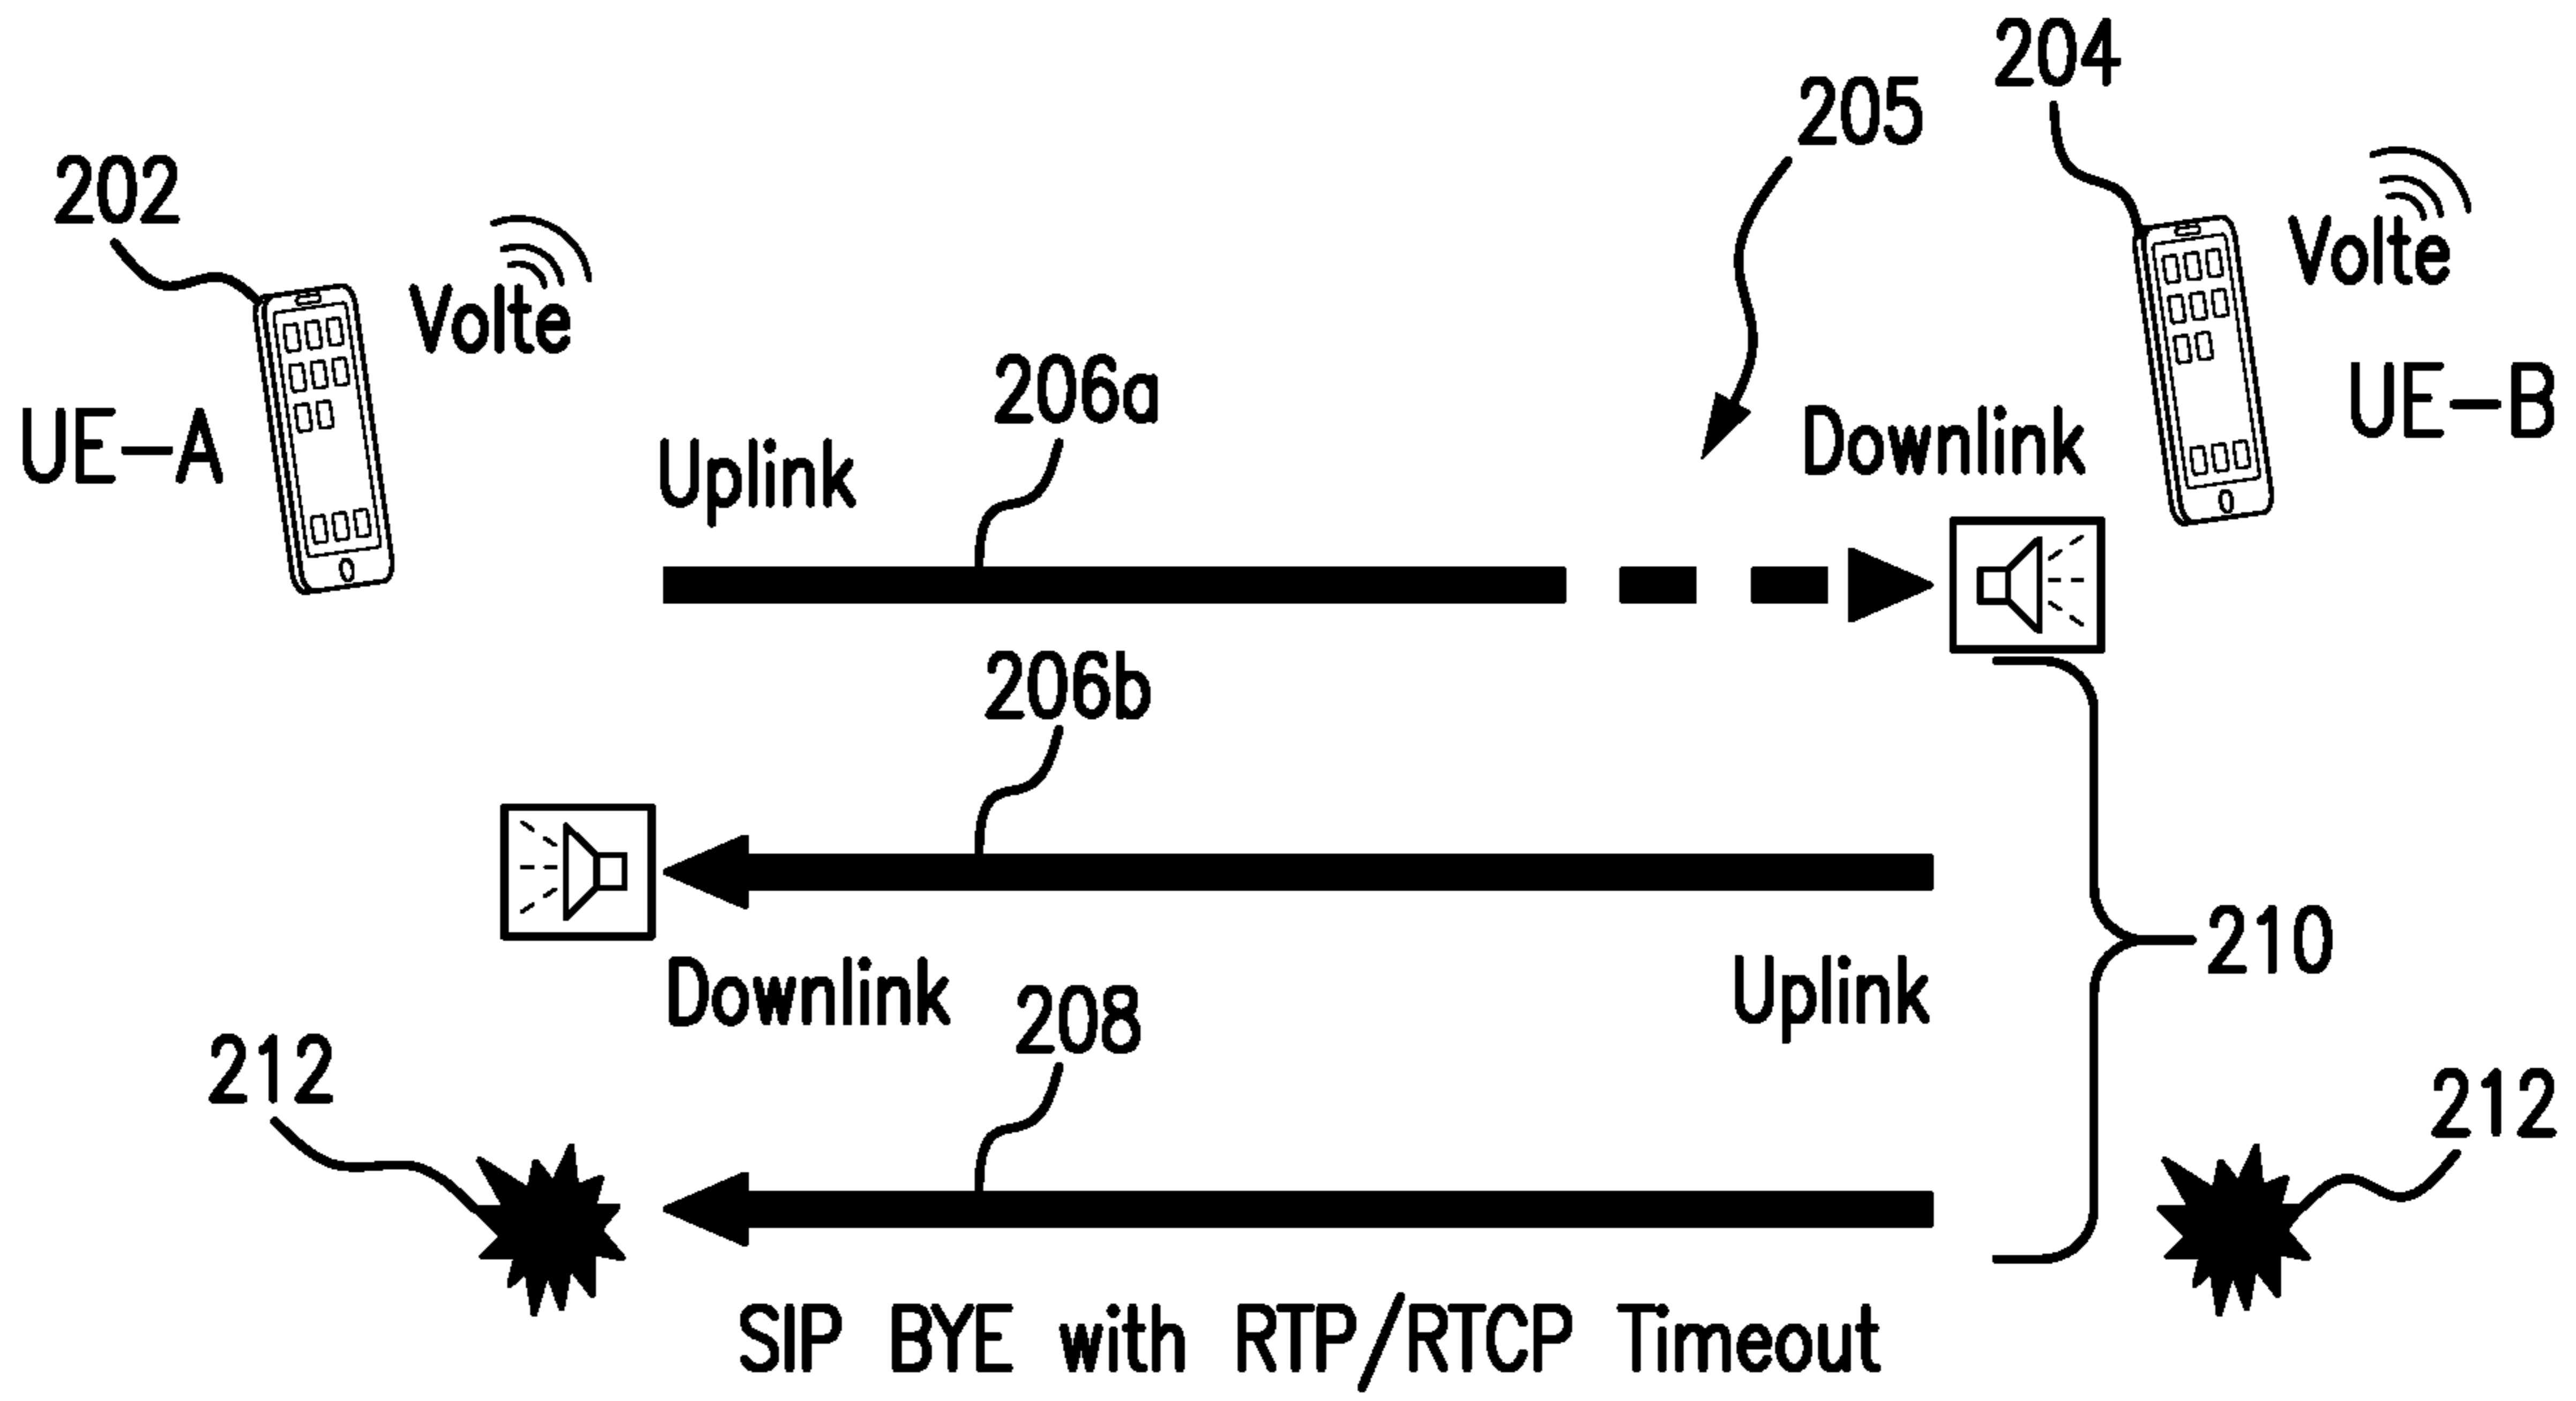 204
205
202
Volte
Volte
206a
UE-B
UE-A
Uplink
Downlink
206b
210
Downlink
Uplink
208
212
212
SIP BYE with RTP/RTCP Timeout